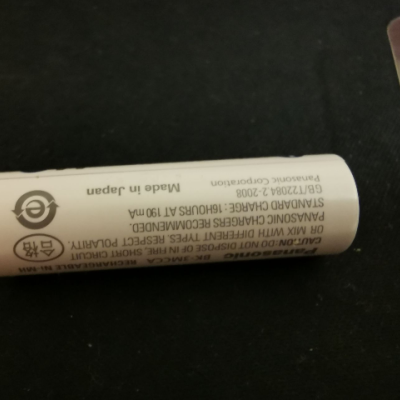 Panasonic BK-3MCCA RECHARGEABLE Ni-MH
CAUTION: DO NOT DISPOSE OF IN FIRE, SHORT CIRCUIT
OR MIX WITH DIFFERENT TYPES. RESPECT POLARITY.
PANASONIC CHARGERS RECOMMENDED.
STANDARD CHARGE : 16HOURS AT 190 mA
GB/T22084.2-2008
Panasonic Corporation
Made in Japan
合格